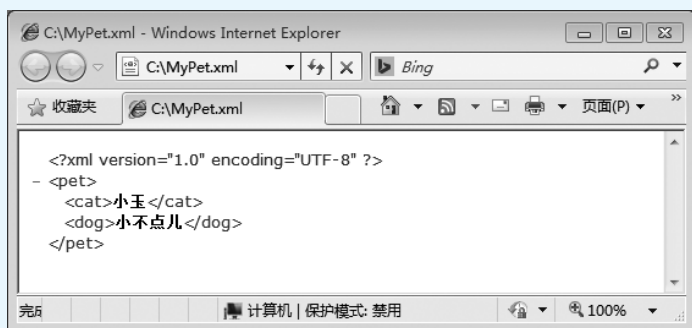 C:\MyPet.xml - Windows Internet Explorer
C:\MyPet.xml
Bing
收藏夹
C:\MyPet.xml
页面(P)
<?xml version="1.0" encoding="UTF-8" ?>
- <pet>
<cat>小玉</cat>
<dog>小不点儿</dog>
</pet>
完成
计算机 | 保护模式: 禁用
100%